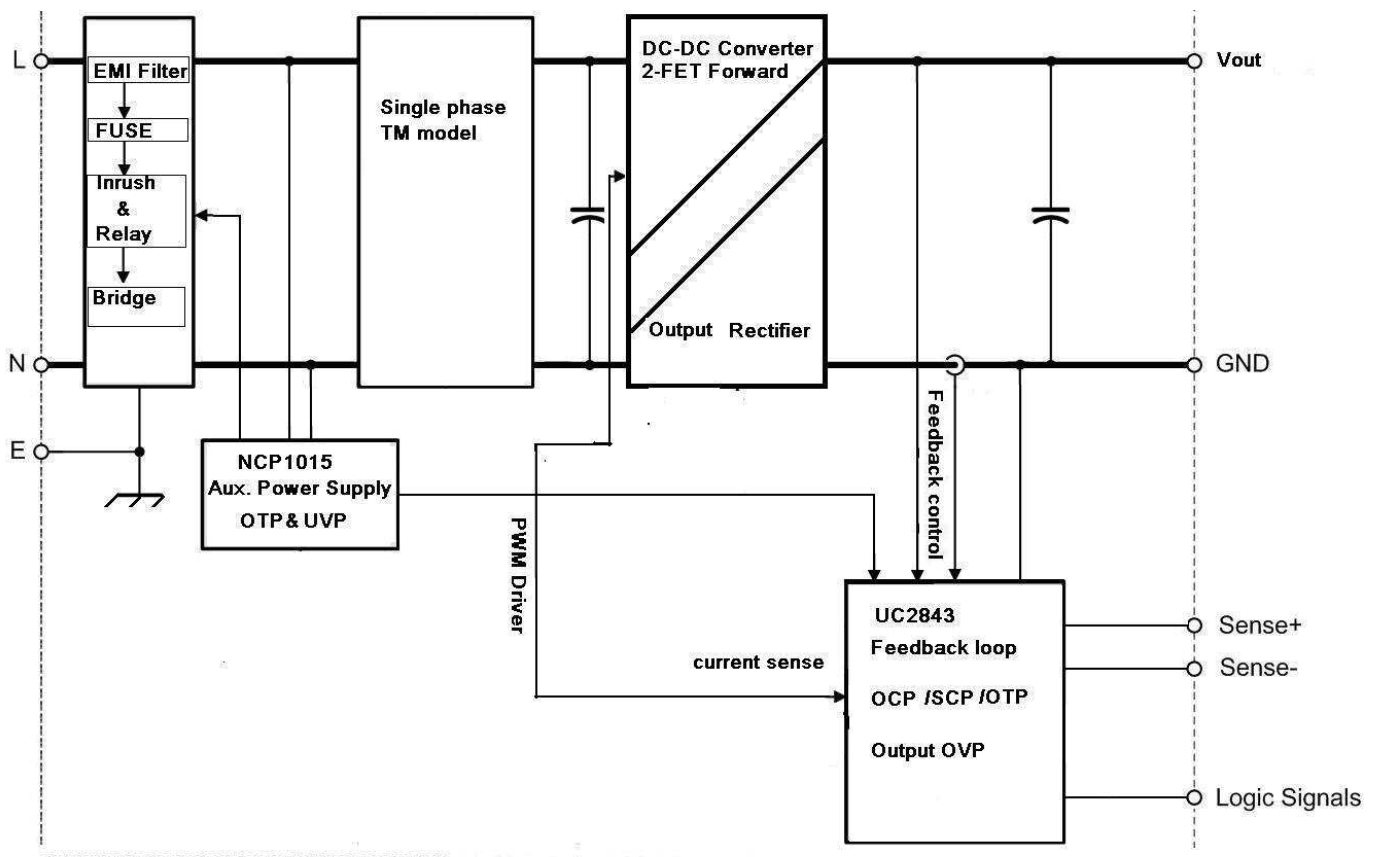 L
EMI Filter
FUSE
Inrush
&
Relay
Bridge
N
E
Single phase
TM model
DC-DC Converter
2-FET Forward
Output Rectifier
Vout
GND
NCP1015
Aux. Power Supply
OTP & UVP
PWM Driver
Feedback control
current sense
UC2843
Feedback loop
OCP /SCP /OTP
Output OVP
Sense+
Sense-
Logic Signals